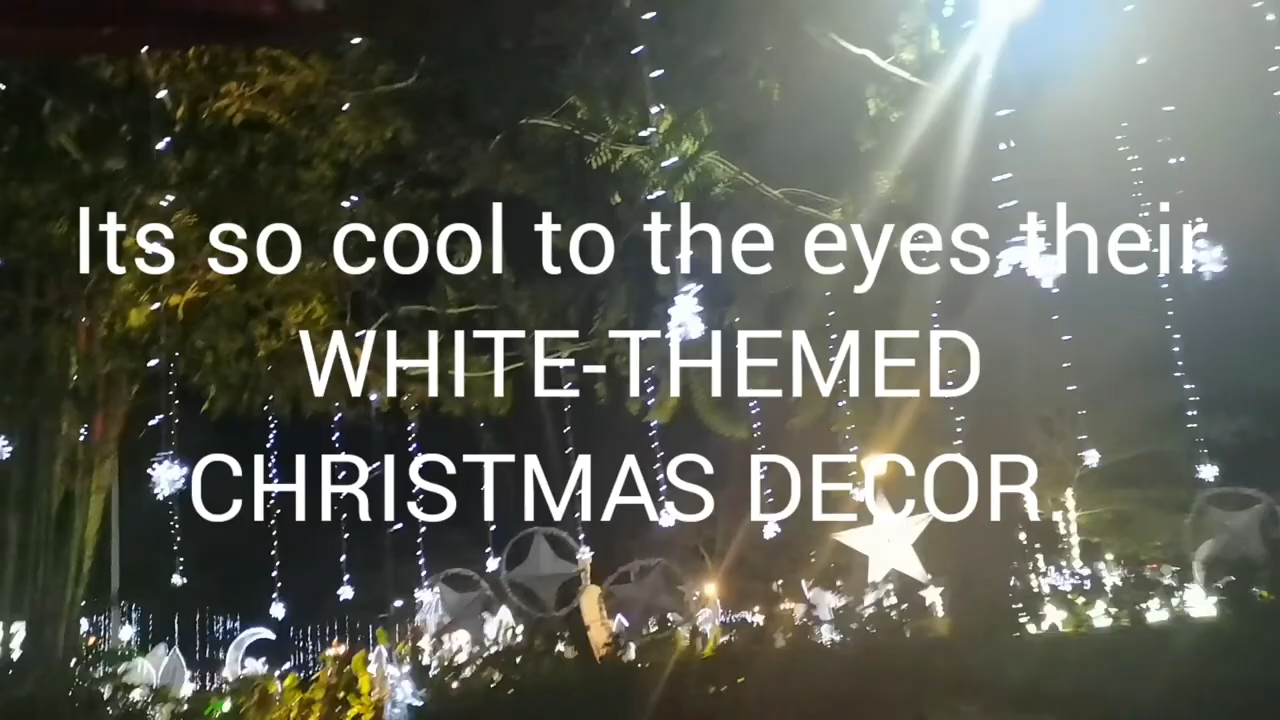 Its so cool to the eyes their
WHITE-THEMED
CHRISTMAS DECOR.